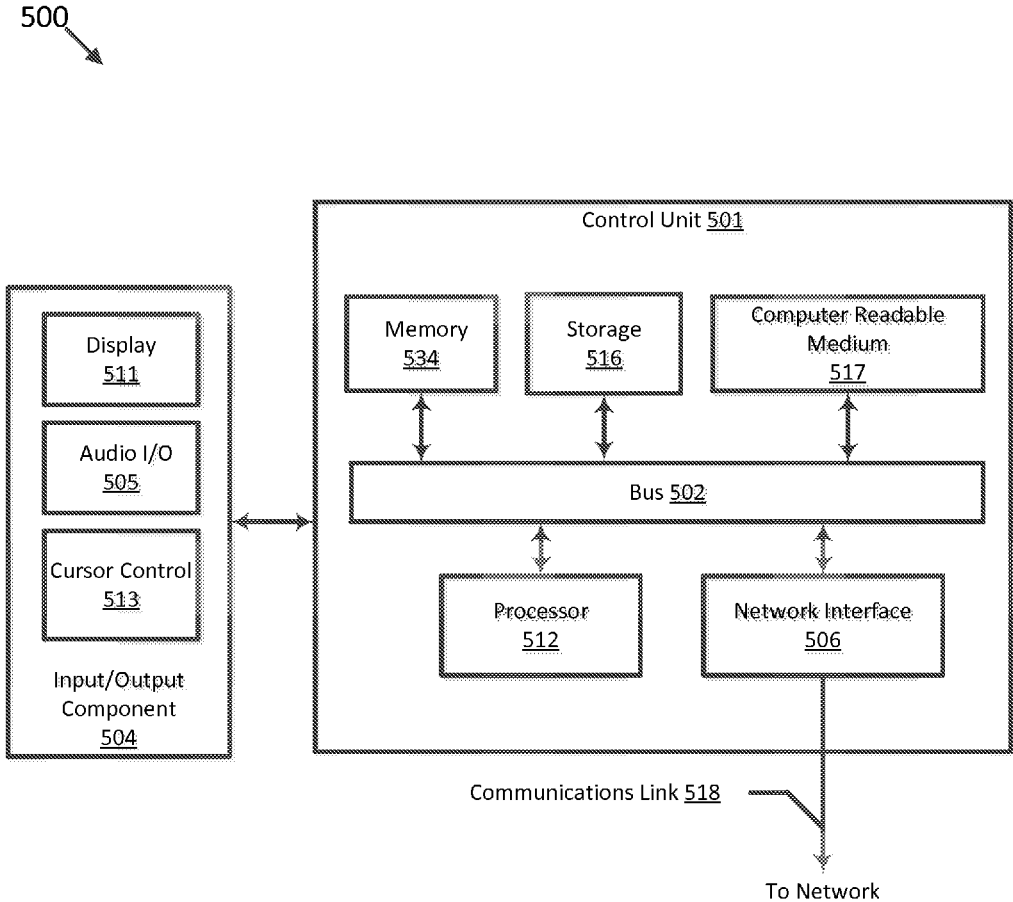 500
Control Unit 501
Memory
534
Storage
516
Computer Readable
Medium
517
Display
511
Audio I/O
505
Cursor Control
513
Input/Output
Component
504
Bus 502
Processor
512
Network Interface
506
Communications Link 518
To Network